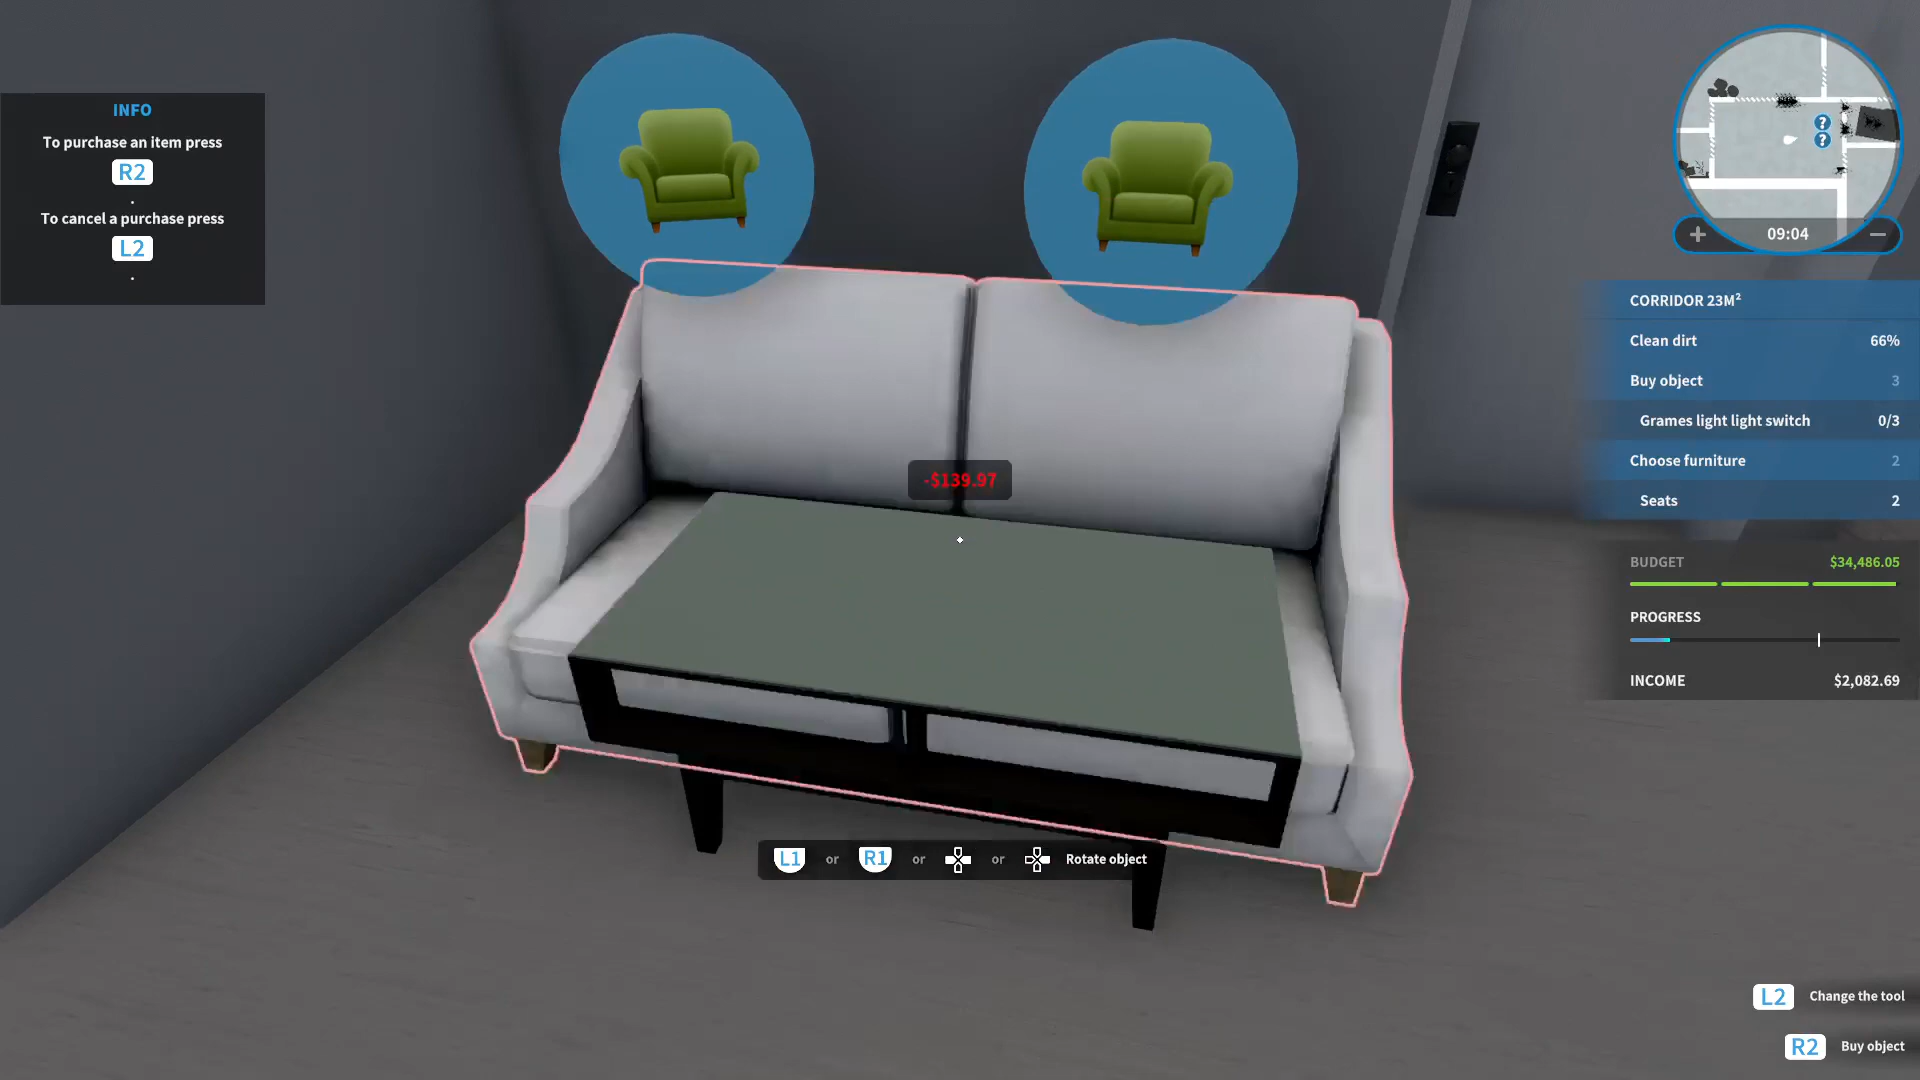 INFO
To purchase an item press
R2
.
To cancel a purchase press
L2
.
-$139.97
L1 or R1 or or Rotate object
? 
?
+ 09:04 −
CORRIDOR 23M²
Clean dirt 66%
Buy object 3
Grames light light switch 0/3
Choose furniture 2
Seats 2
BUDGET $34,486.05
PROGRESS
INCOME $2,082.69
L2 Change the tool
R2 Buy object